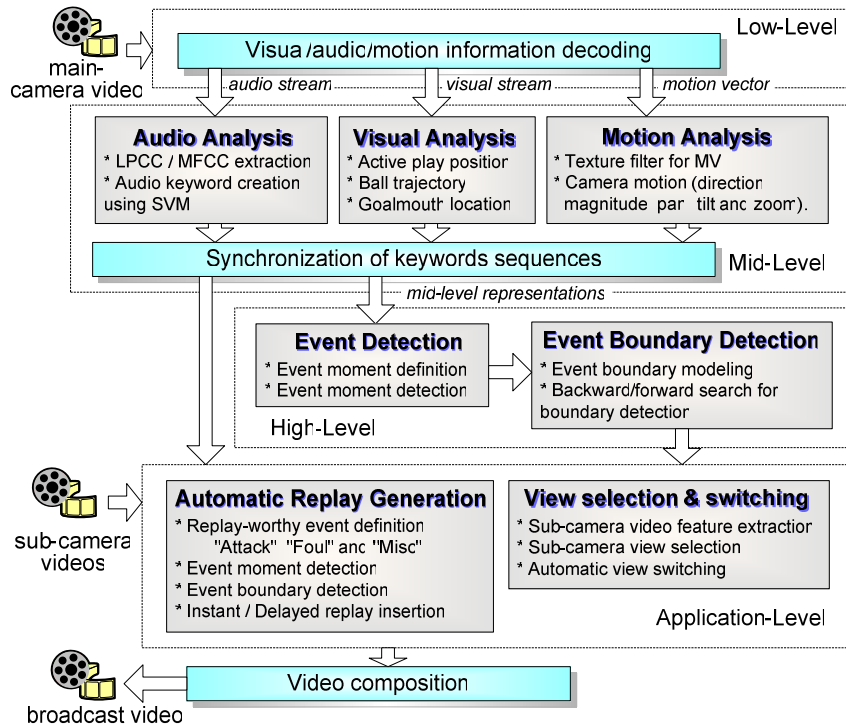 Low-Level
Visua /audio/motion information decoding
main-
camera video
audio stream
visual stream
motion vector
Audio Analysis
* LPCC / MFCC extraction
* Audio keyword creation
using SVM
Visual Analysis
* Active play position
* Ball trajectory
* Goalmouth location
Motion Analysis
* Texture filter for MV
* Camera motion (direction
magnitude pan tilt and zoom).
Synchronization of keywords sequences
Mid-Level
mid-level representations
Event Detection
* Event moment definition
* Event moment detection
Event Boundary Detection
* Event boundary modeling
* Backward/forward search for
boundary detection
High-Level
sub-camera
videos
Automatic Replay Generation
* Replay-worthy event definition
"Attack" "Foul" and "Misc"
* Event moment detection
* Event boundary detection
* Instant / Delayed replay insertion
View selection & switching
* Sub-camera video feature extraction
* Sub-camera view selection
* Automatic view switching
Application-Level
Video composition
broadcast video